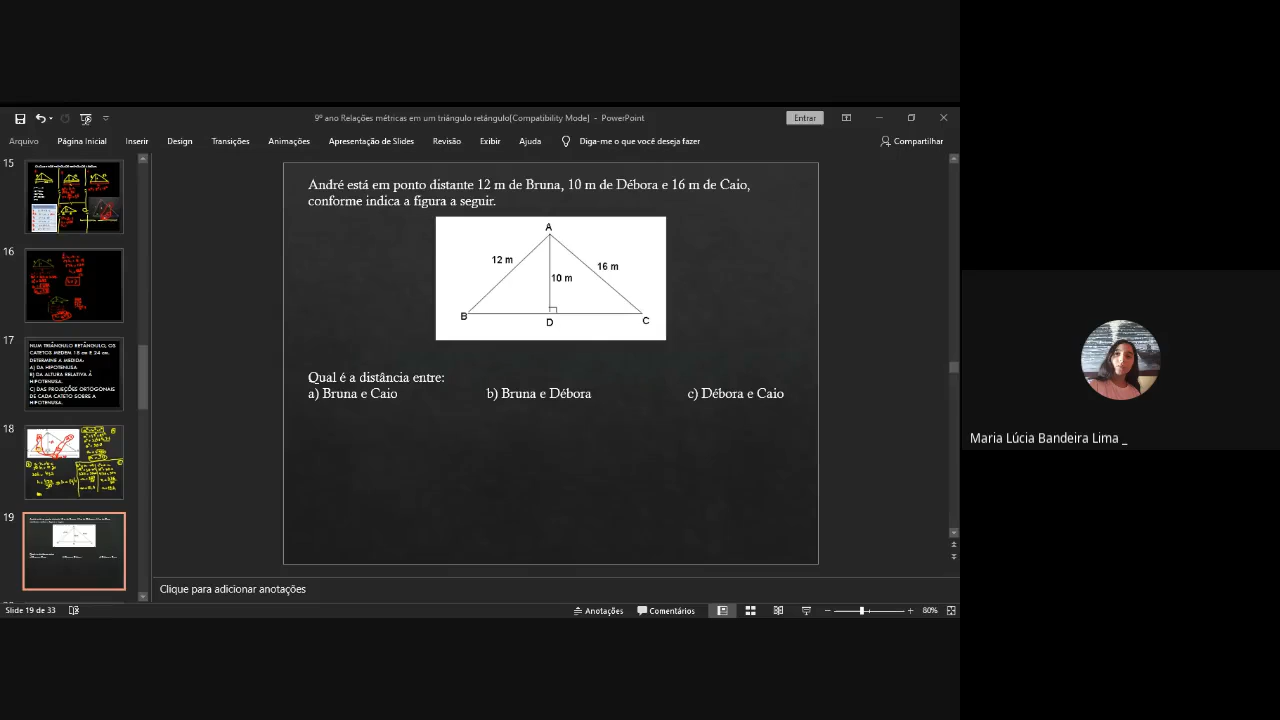 9º ano Relações métricas em um triângulo retângulo[Compatibility Mode] - PowerPoint
Entrar
Arquivo Página Inicial Inserir Design Transições Animações Apresentação de Slides Revisão Exibir Ajuda Diga-me o que você deseja fazer Compartilhar
15
16
17
NUM TRIÂNGULO RETÂNGULO, OS
CATETOS MEDEM 18 cm E 24 cm.
DETERMINE A MEDIDA:
A) DA HIPOTENUSA
B) DA ALTURA RELATIVA À
HIPOTENUSA.
C) DAS PROJEÇÕES ORTOGONAIS
DE CADA CATETO SOBRE A
HIPOTENUSA.
18
19
André está em ponto distante 12 m de Bruna, 10 m de Débora e 16 m de Caio,
conforme indica a figura a seguir.
A
12 m
16 m
10 m
B
D
C
Qual é a distância entre:
a) Bruna e Caio b) Bruna e Débora c) Débora e Caio
Clique para adicionar anotações
Slide 19 de 33
Anotações Comentários 80%
Maria Lúcia Bandeira Lima _